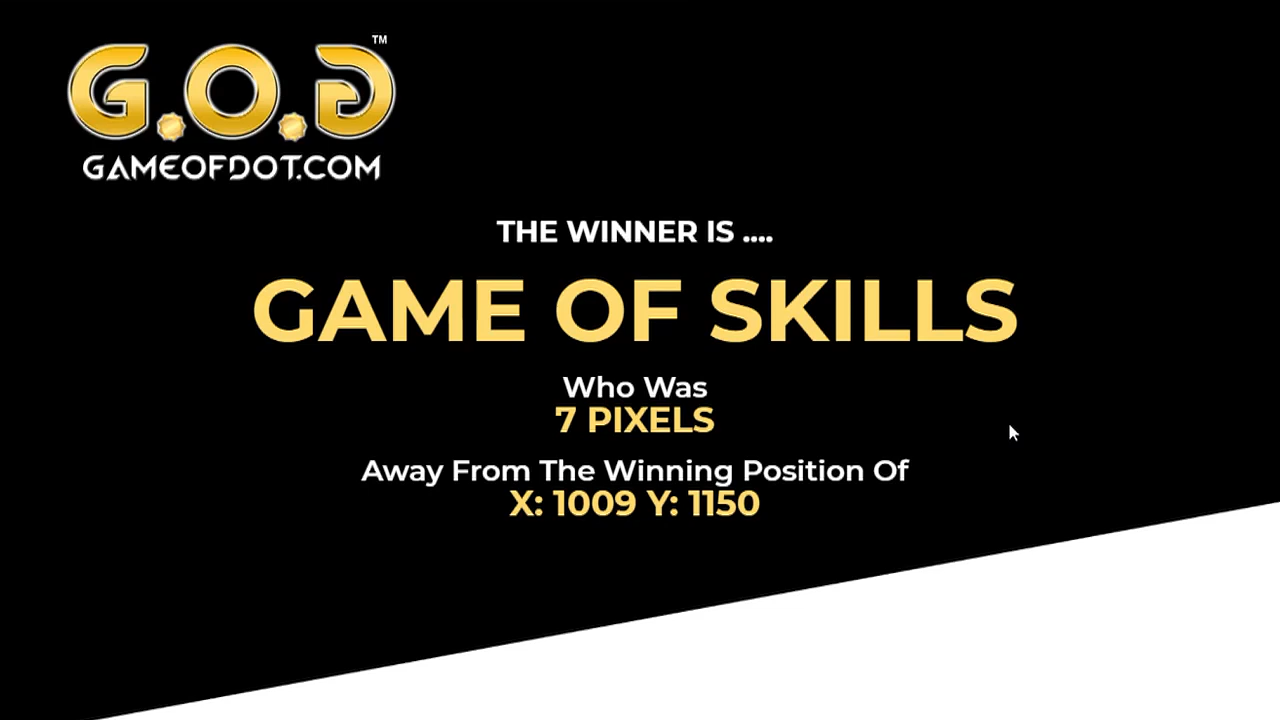 G.O.D
TM
GAMEOFDOT.COM
THE WINNER IS ....
GAME OF SKILLS
Who Was
7 PIXELS
Away From The Winning Position Of
X: 1009 Y: 1150